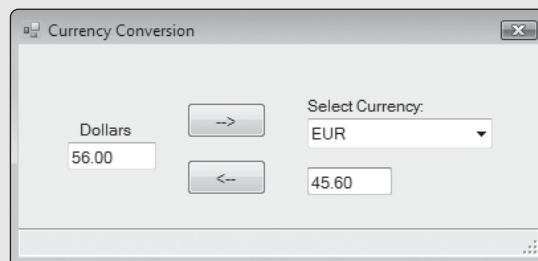 Currency Conversion
Dollars
56.00
-->
<--
Select Currency:
EUR
45.60